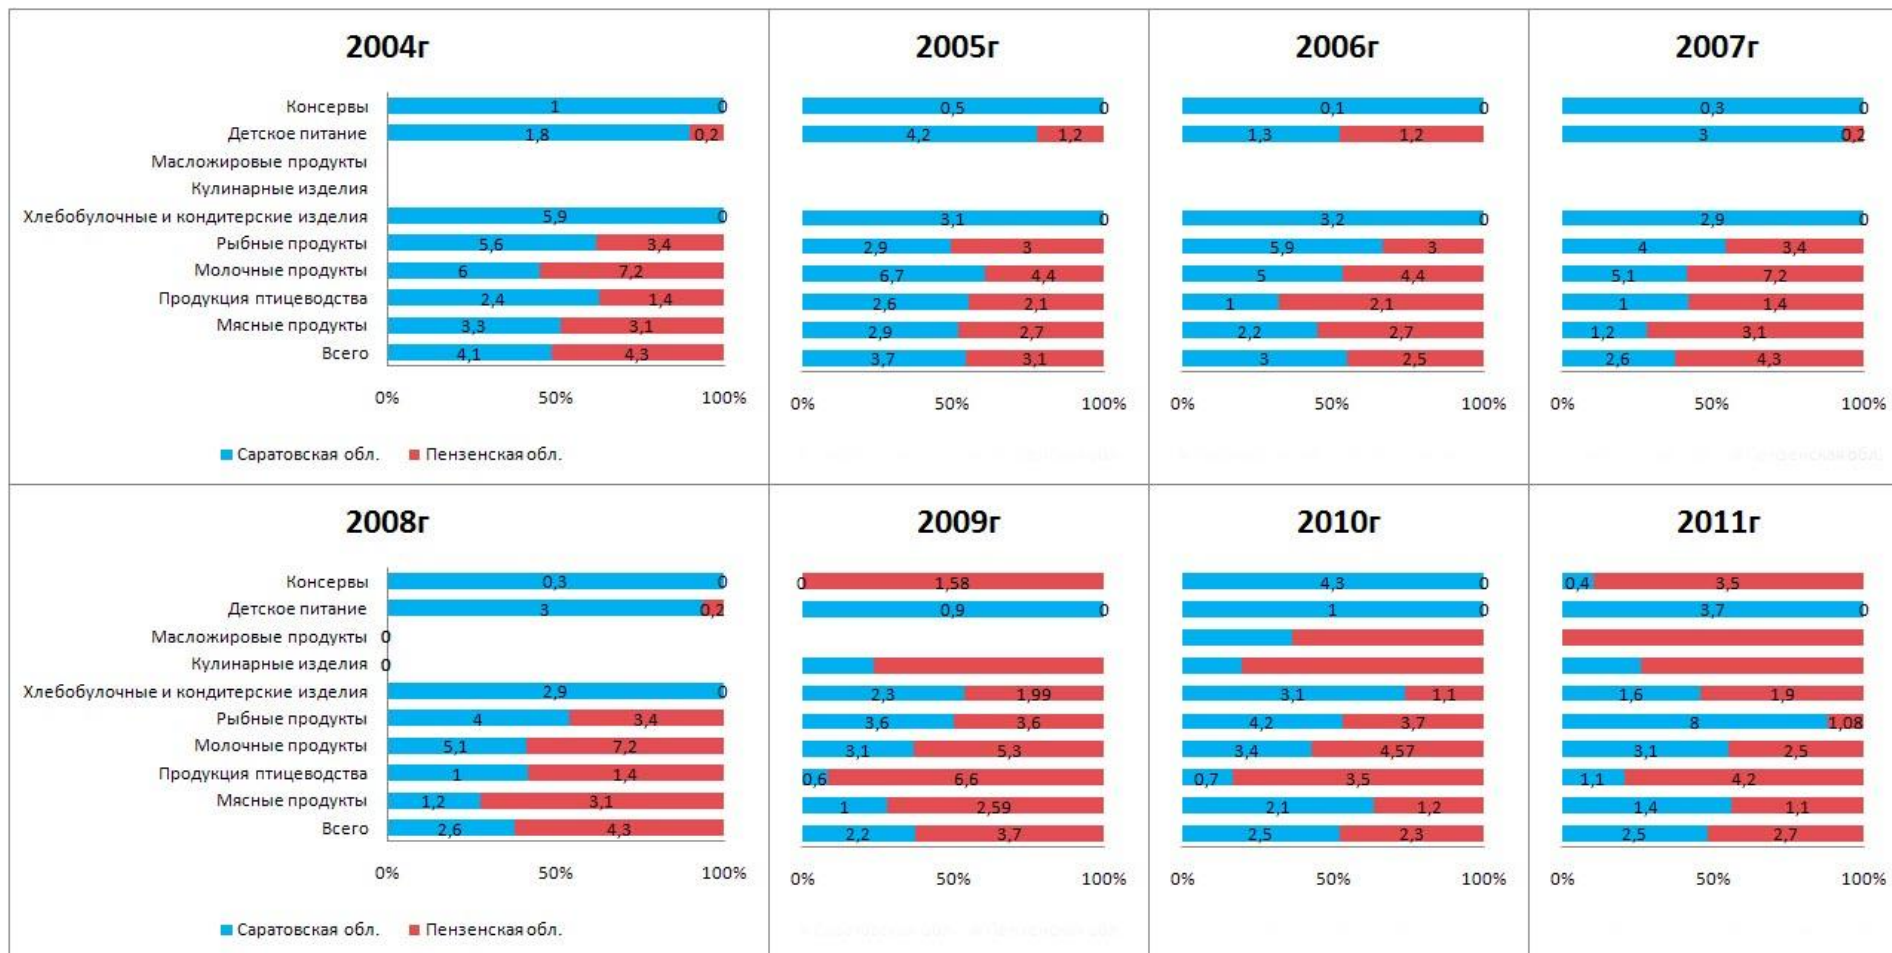 2004г
Консервы 1 0
Детское питание 1,8 0,2
Масложировые продукты
Кулинарные изделия
Хлебобулочные и кондитерские изделия 5,9 0
Рыбные продукты 5,6 3,4
Молочные продукты 6 7,2
Продукция птицеводства 2,4 1,4
Мясные продукты 3,3 3,1
Всего 4,1 4,3
0% 50% 100%
Саратовская обл. Пензенская обл.
2005г
0,5 0
4,2 1,2
3,1 0
2,9 3
6,7 4,4
2,6 2,1
2,9 2,7
3,7 3,1
0% 50% 100%
2006г
0,1 0
1,3 1,2
3,2 0
5,9 3
5 4,4
1 2,1
2,2 2,7
3 2,5
0% 50% 100%
2007г
0,3 0
3 0,2
2,9 0
4 3,4
5,1 7,2
1 1,4
1,2 3,1
2,6 4,3
0% 50% 100%
2008г
Консервы 0,3 0
Детское питание 3 0,2
Масложировые продукты 0
Кулинарные изделия 0
Хлебобулочные и кондитерские изделия 2,9 0
Рыбные продукты 4 3,4
Молочные продукты 5,1 7,2
Продукция птицеводства 1 1,4
Мясные продукты 1,2 3,1
Всего 2,6 4,3
0% 50% 100%
Саратовская обл. Пензенская обл.
2009г
0 1,58
0,9 0
2,3 1,99
3,6 3,6
3,1 5,3
0,6 6,6
1 2,59
2,2 3,7
0% 50% 100%
2010г
4,3 0
1 0
3,1 1,1
4,2 3,7
3,4 4,57
0,7 3,5
2,1 1,2
2,5 2,3
0% 50% 100%
2011г
0,4 3,5
3,7 0
1,6 1,9
8 1,08
3,1 2,5
1,1 4,2
1,4 1,1
2,5 2,7
0% 50% 100%